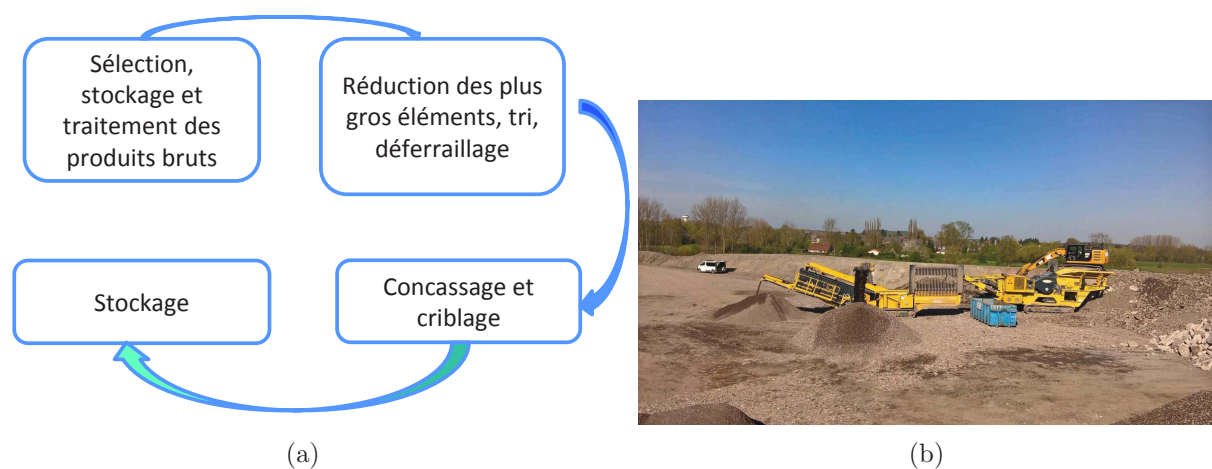 Sélection,
stockage et
traitement des
produits bruts
Réduction des plus
gros éléments, tri,
déferraillage
Stockage
Concassage et
criblage
(a)
(b)